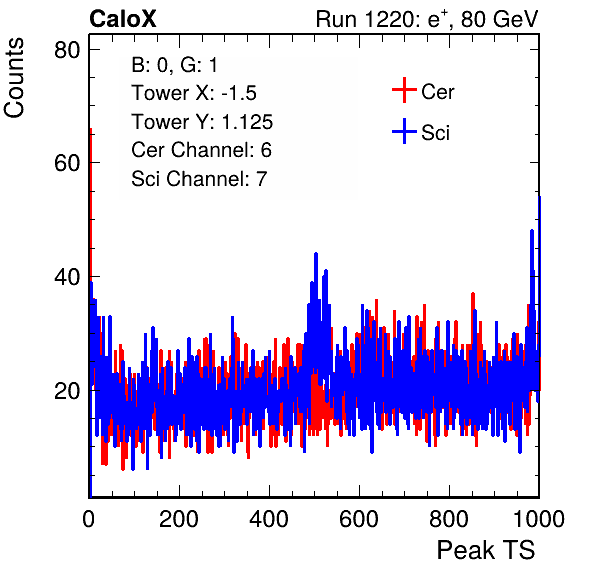 CaloX Run 1220: e⁺, 80 GeV
Counts
80
60
40
20
B: 0, G: 1
Tower X: -1.5
Tower Y: 1.125
Cer Channel: 6
Sci Channel: 7
Cer
Sci
0 200 400 600 800 1000
Peak TS